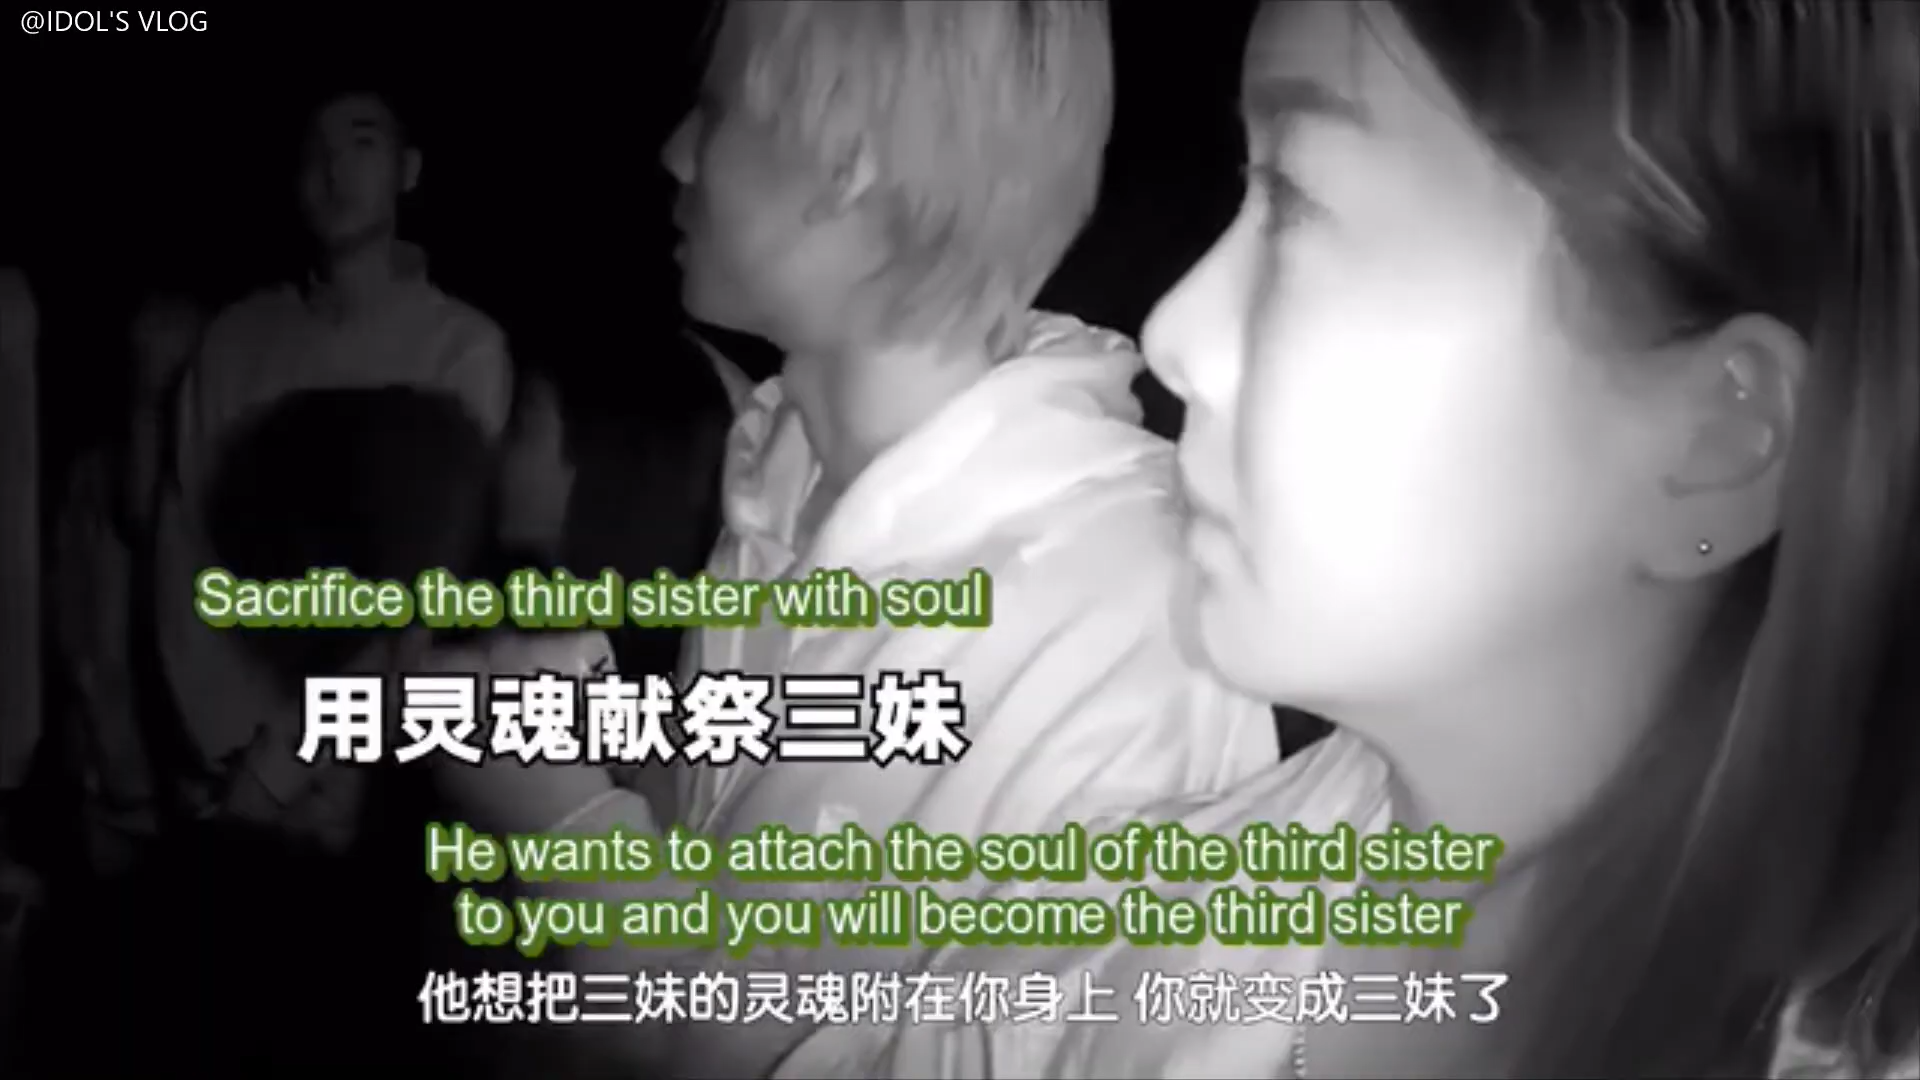 @IDOL'S VLOG
Sacrifice the third sister with soul
用灵魂献祭三妹
He wants to attach the soul of the third sister
to you and you will become the third sister
他想把三妹的灵魂附在你身上 你就变成三妹了